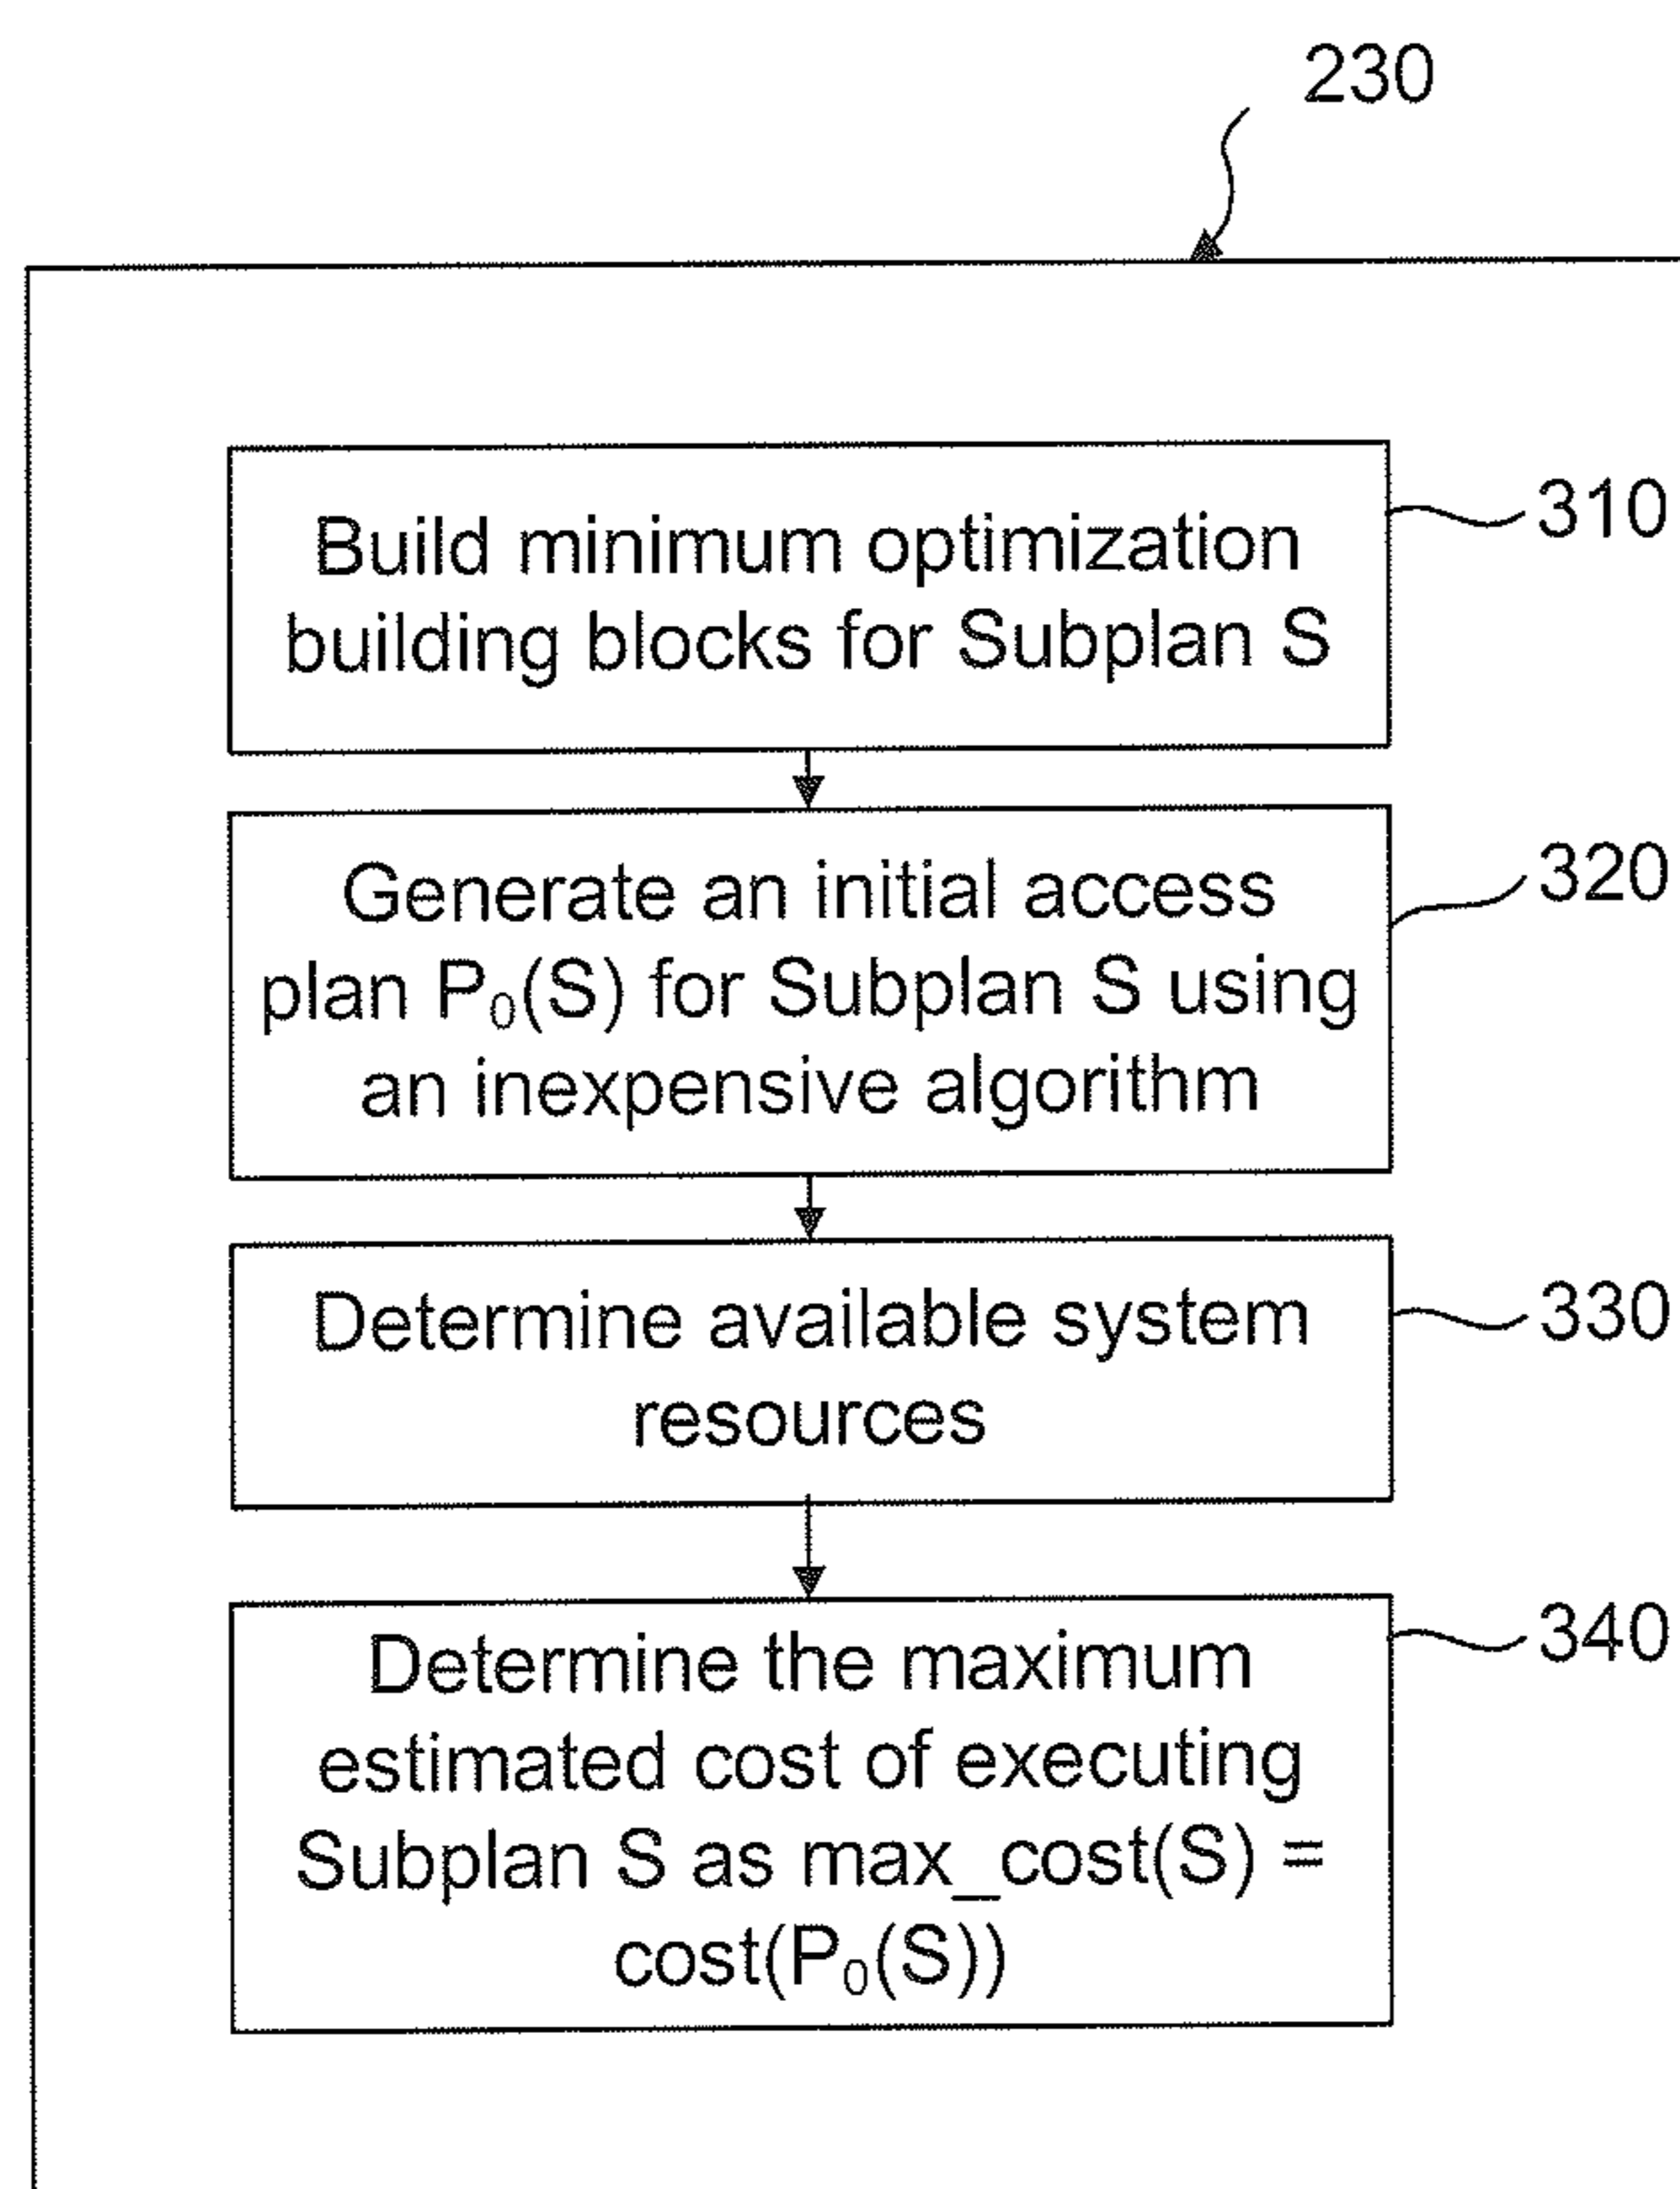 230
Build minimum optimization
building blocks for Subplan S
310
Generate an initial access
plan P₀(S) for Subplan S using
an inexpensive algorithm
320
Determine available system
resources
330
Determine the maximum
estimated cost of executing
Subplan S as max_cost(S) =
cost(P₀(S))
340